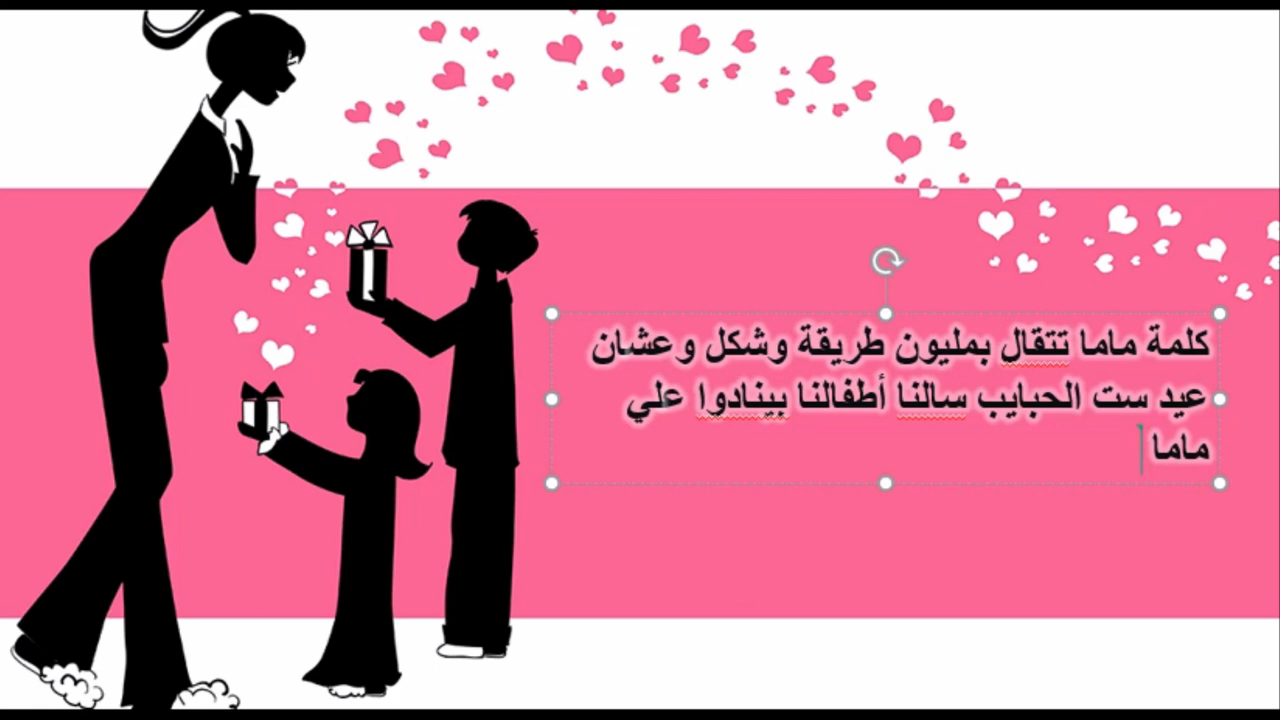 كلمة ماما تتقال بمليون طريقة وشكل وعشان
عيد ست الحبايب سالنا أطفالنا بينادوا علي
ماما